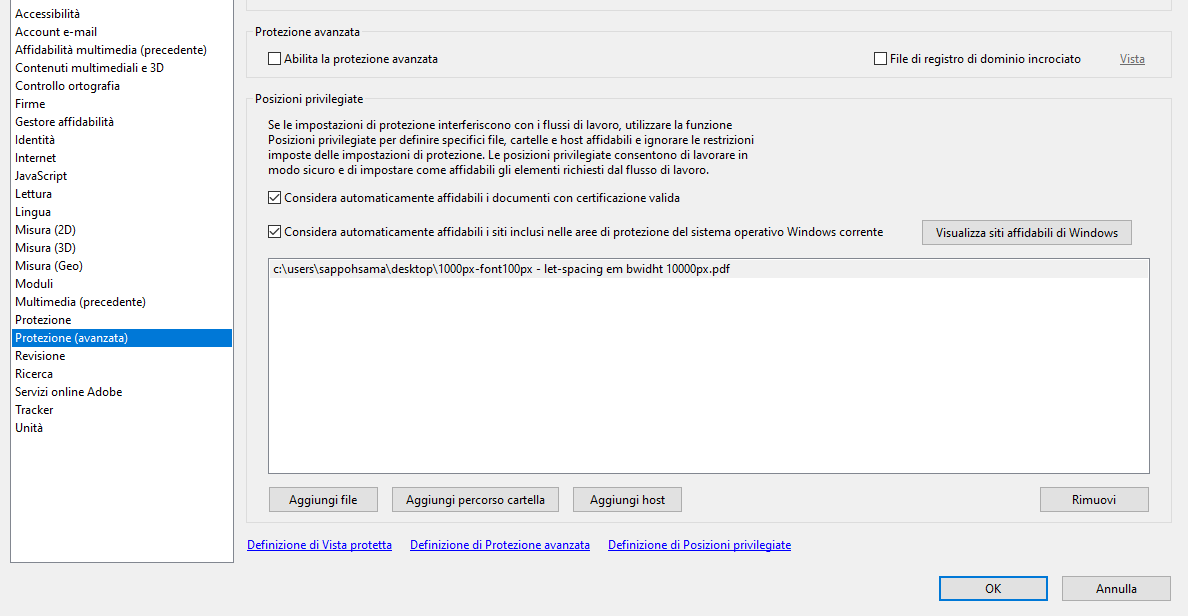 Accessibilità
Account e-mail
Affidabilità multimedia (precedente)
Contenuti multimediali e 3D
Controllo ortografia
Firme
Gestore affidabilità
Identità
Internet
JavaScript
Lettura
Lingua
Misura (2D)
Misura (3D)
Misura (Geo)
Moduli
Multimedia (precedente)
Protezione
Protezione (avanzata)
Revisione
Ricerca
Servizi online Adobe
Tracker
Unità
Protezione avanzata
Abilita la protezione avanzata
File di registro di dominio incrociato
Vista
Posizioni privilegiate
Se le impostazioni di protezione interferiscono con i flussi di lavoro, utilizzare la funzione
Posizioni privilegiate per definire specifici file, cartelle e host affidabili e ignorare le restrizioni
imposte delle impostazioni di protezione. Le posizioni privilegiate consentono di lavorare in
modo sicuro e di impostare come affidabili gli elementi richiesti dal flusso di lavoro.
Considera automaticamente affidabili i documenti con certificazione valida
Considera automaticamente affidabili i siti inclusi nelle aree di protezione del sistema operativo Windows corrente
Visualizza siti affidabili di Windows
c:\users\sappohsama\desktop\1000px-font100px - let-spacing em bwidht 10000px.pdf
Aggiungi file
Aggiungi percorso cartella
Aggiungi host
Rimuovi
Definizione di Vista protetta
Definizione di Protezione avanzata
Definizione di Posizioni privilegiate
OK
Annulla